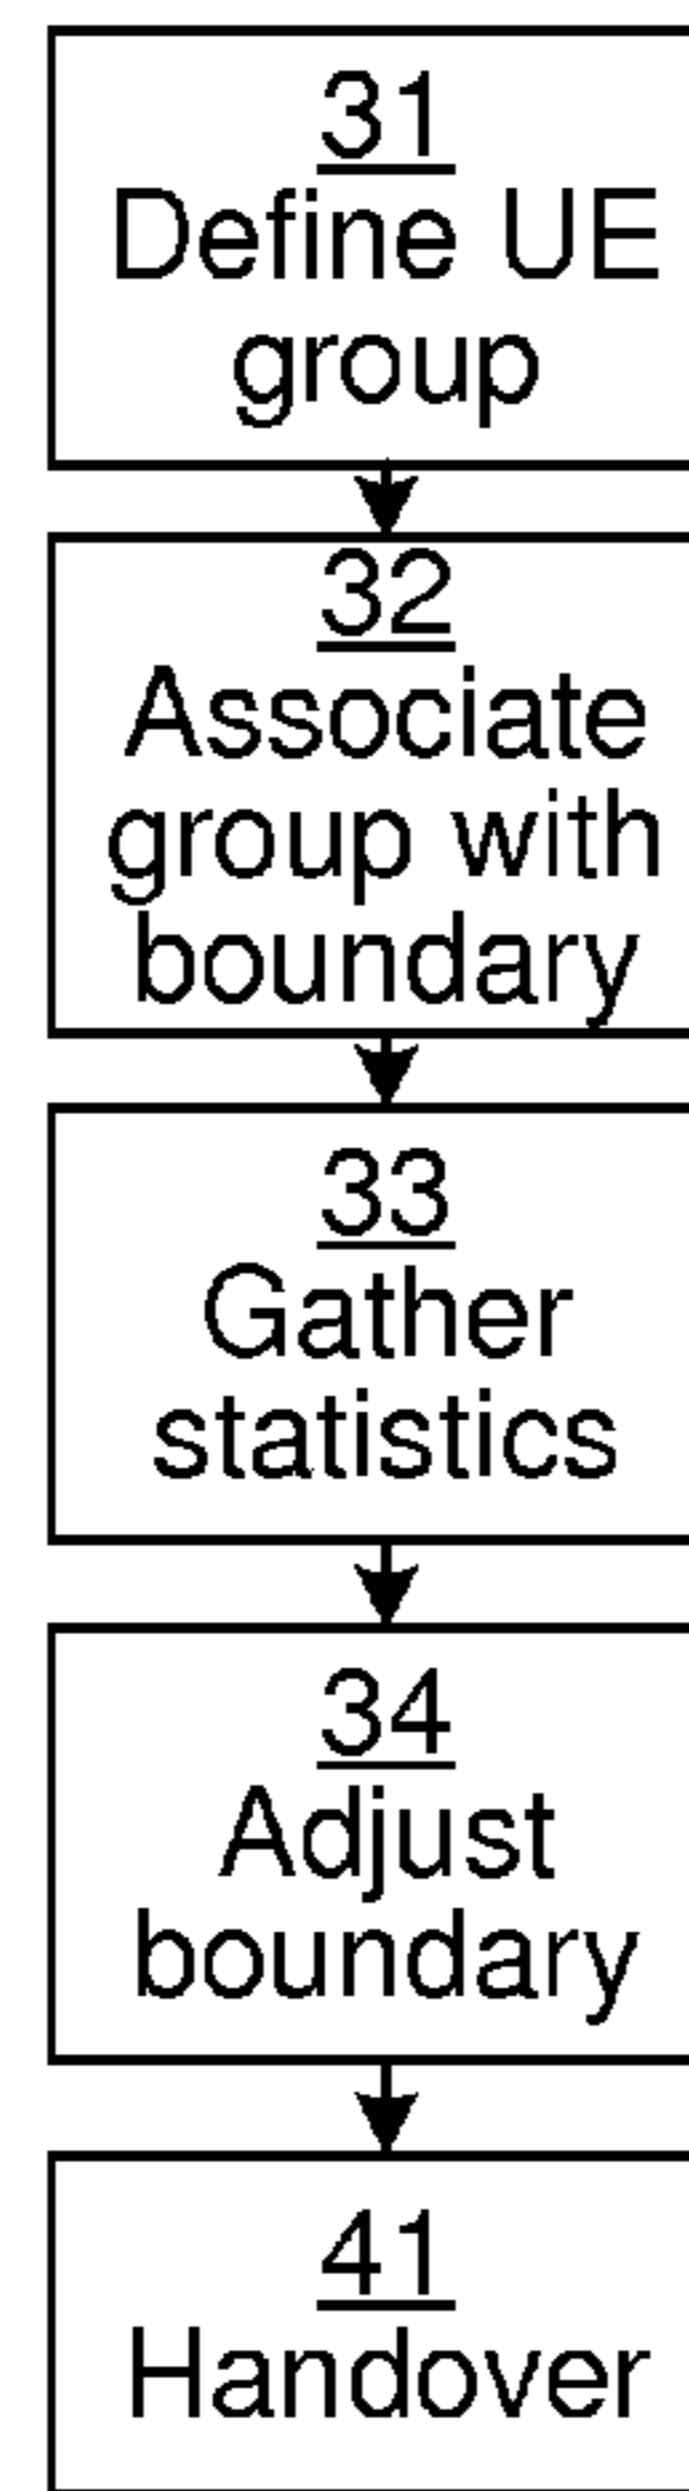 31
Define UE
group
32
Associate
group with
boundary
33
Gather
statistics
34
Adjust
boundary
41
Handover